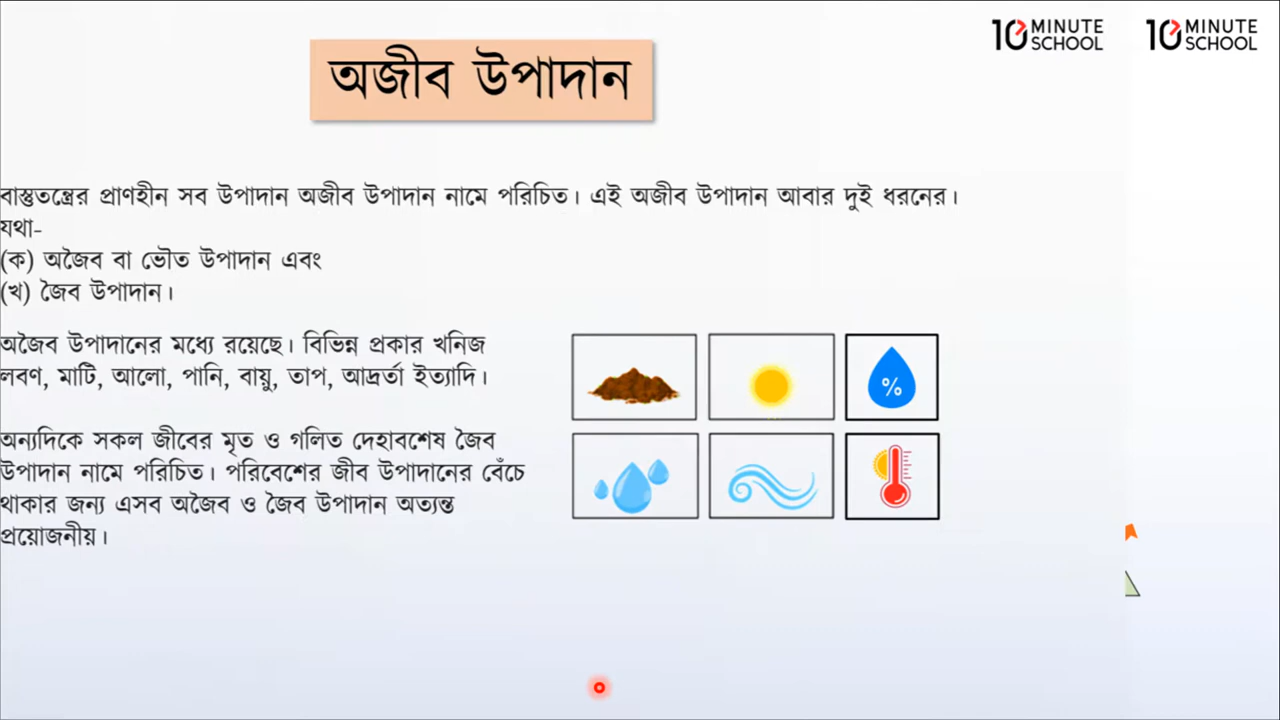 10 MINUTE SCHOOL
10 MINUTE SCHOOL
অজীব উপাদান
বাস্তুতন্ত্রের প্রাণহীন সব উপাদান অজীব উপাদান নামে পরিচিত। এই অজীব উপাদান আবার দুই ধরনের।
যথা-
(ক) অজৈব বা ভৌত উপাদান এবং
(খ) জৈব উপাদান।
অজৈব উপাদানের মধ্যে রয়েছে। বিভিন্ন প্রকার খনিজ
লবণ, মাটি, আলো, পানি, বায়ু, তাপ, আদ্রর্তা ইত্যাদি।
%
অন্যদিকে সকল জীবের মৃত ও গলিত দেহাবশেষ জৈব
উপাদান নামে পরিচিত। পরিবেশের জীব উপাদানের বেঁচে
থাকার জন্য এসব অজৈব ও জৈব উপাদান অত্যন্ত
প্রয়োজনীয়।